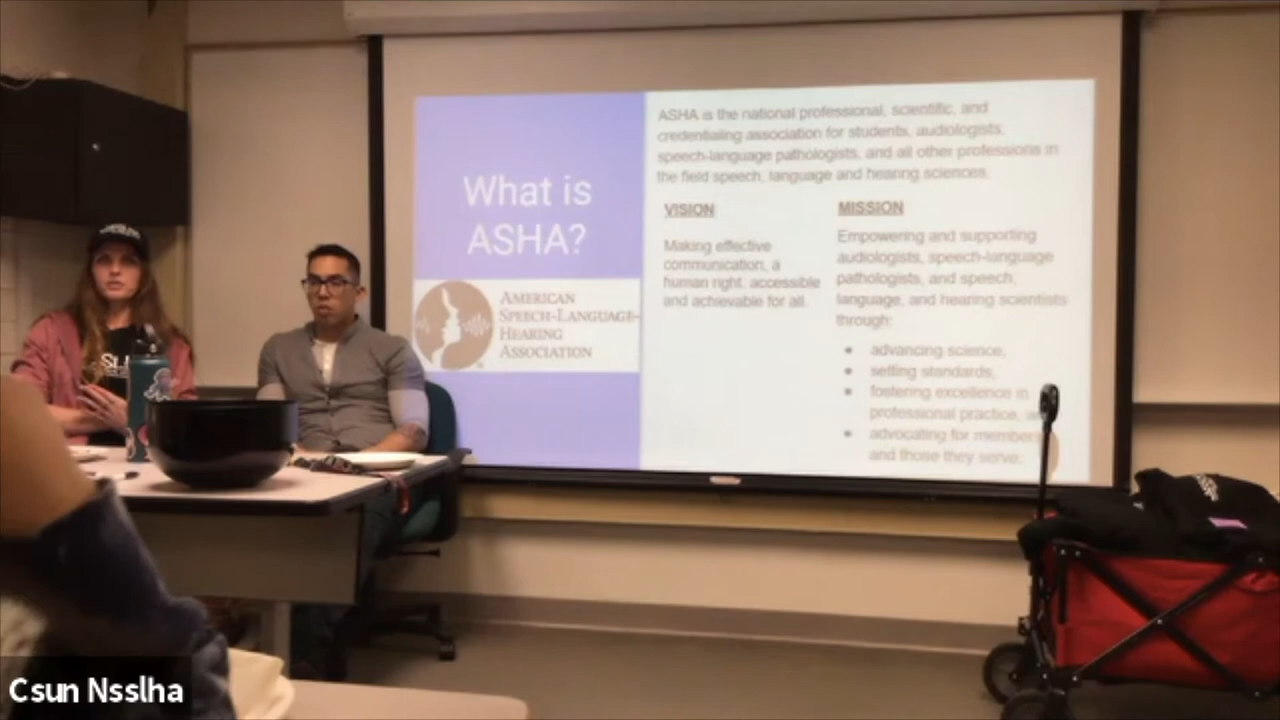 What is
ASHA?
AMERICAN
SPEECH-LANGUAGE-
HEARING
ASSOCIATION
ASHA is the national professional, scientific, and
credentialing association for students, audiologists,
speech-language pathologists, and all other professions in
the field speech, language and hearing sciences.
VISION
Making effective
communication, a
human right, accessible
and achievable for all.
MISSION
Empowering and supporting
audiologists, speech-language
pathologists, and speech,
language, and hearing scientists
through:
advancing science,
setting standards,
fostering excellence in
professional practice,
advocating for members
and those they serve.
Csun Nsslha